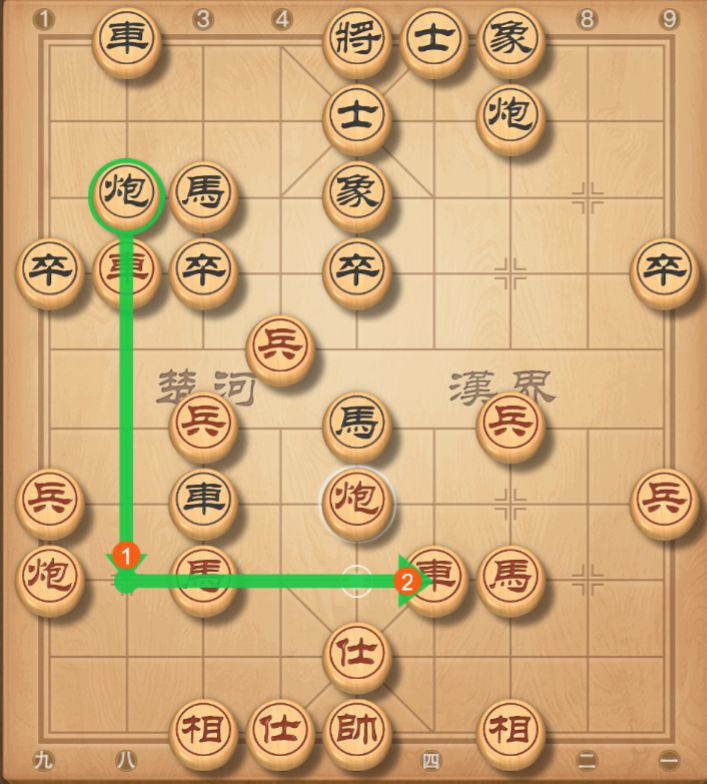 1 3 4 8 9
車 將 士 象
士 炮
炮 馬 象
卒 車 卒 卒 卒
兵
楚河 漢界
兵 馬 兵
兵 車 炮 兵
1
炮 馬 2 車 馬
仕
相 仕 帥 相
九 八 四 二 一